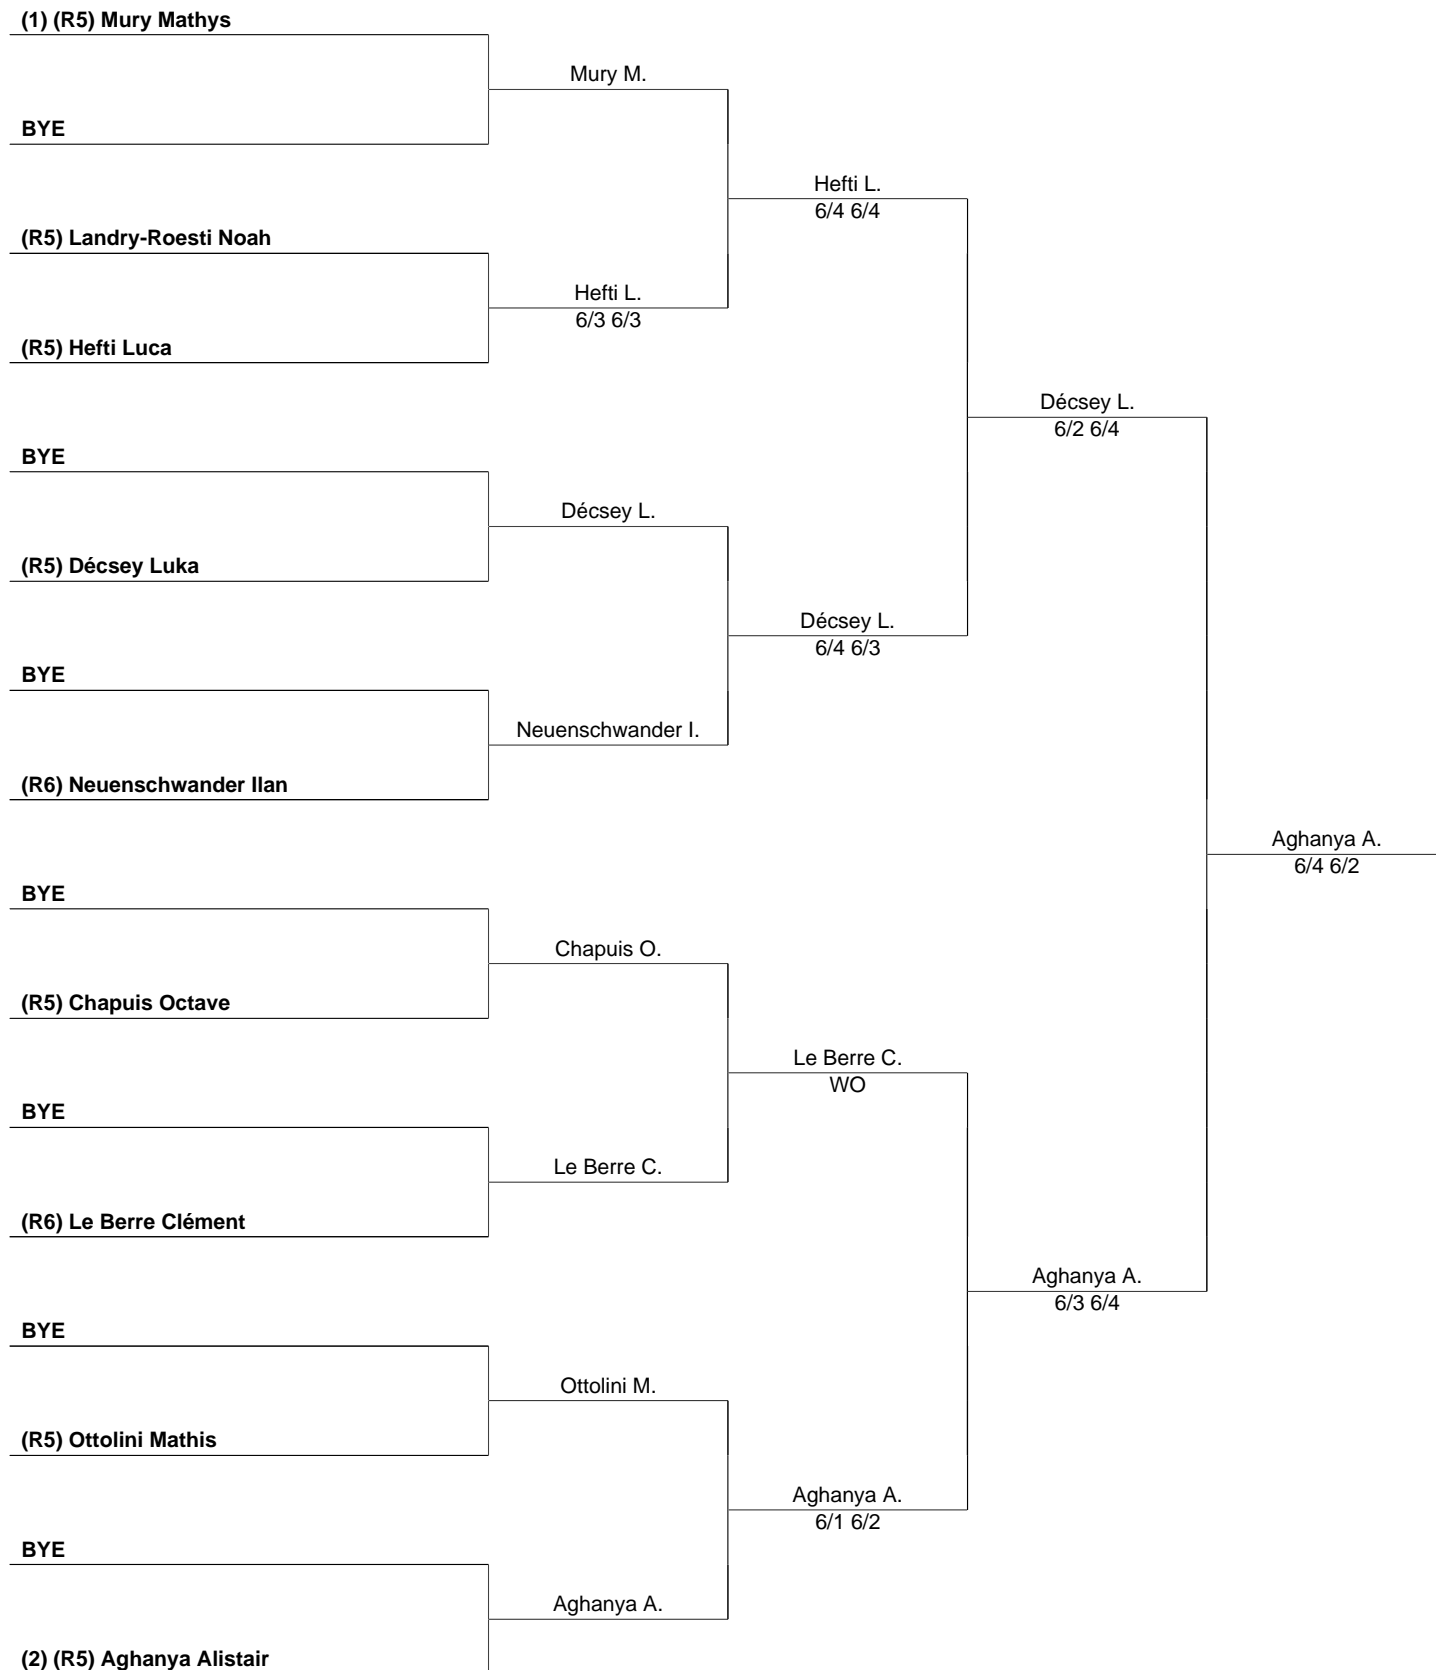 (1) (R5) Mury Mathys
Mury M.
BYE
Hefti L.
6/4 6/4
(R5) Landry-Roesti Noah
Hefti L.
6/3 6/3
(R5) Hefti Luca
Décsey L.
6/2 6/4
BYE
Décsey L.
(R5) Décsey Luka
Décsey L.
6/4 6/3
BYE
Neuenschwander I.
(R6) Neuenschwander Ilan
Aghanya A.
6/4 6/2
BYE
Chapuis O.
(R5) Chapuis Octave
Le Berre C.
WO
BYE
Le Berre C.
(R6) Le Berre Clément
Aghanya A.
6/3 6/4
BYE
Ottolini M.
(R5) Ottolini Mathis
Aghanya A.
6/1 6/2
BYE
Aghanya A.
(2) (R5) Aghanya Alistair